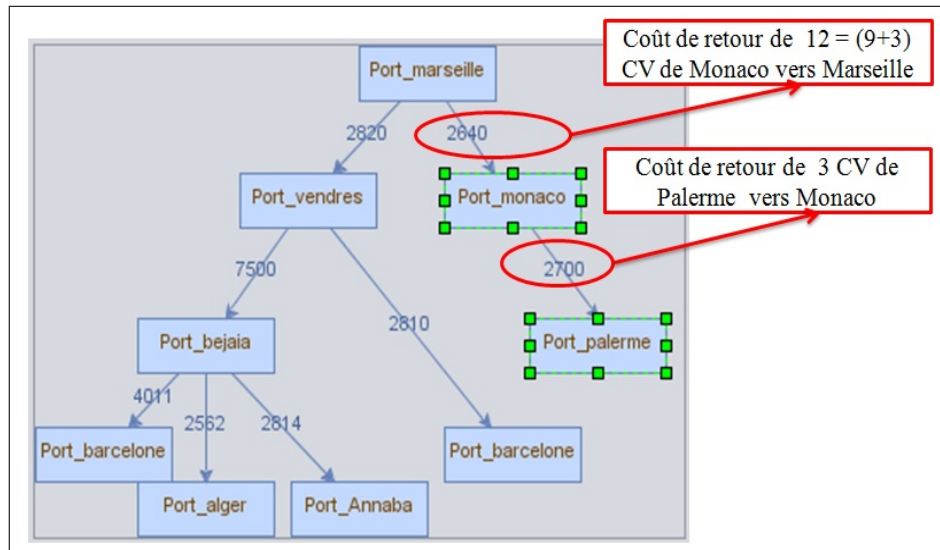 Coût de retour de 12 = (9+3)
CV de Monaco vers Marseille
Port_marseille
2820
2640
Coût de retour de 3 CV de
Palerme vers Monaco
Port_vendres
Port_monaco
7500
2700
2810
Port_bejaia
Port_palerme
4011
2562
2814
Port_barcelone
Port_barcelone
Port_alger
Port_Annaba